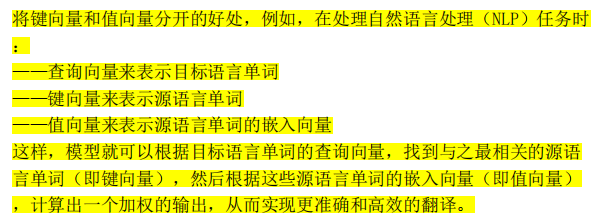 将键向量和值向量分开的好处，例如，在处理自然语言处理（NLP）任务时
：
——查询向量来表示目标语言单词
——键向量来表示源语言单词
——值向量来表示源语言单词的嵌入向量
这样，模型就可以根据目标语言单词的查询向量，找到与之最相关的源语
言单词（即键向量），然后根据这些源语言单词的嵌入向量（即值向量）
，计算出一个加权的输出，从而实现更准确和高效的翻译。